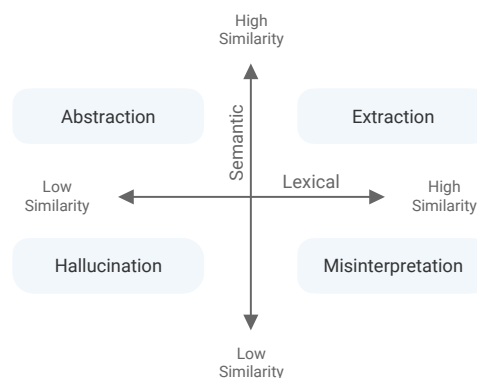 High
Similarity
Abstraction
Extraction
Semantic
Lexical
Low
Similarity
High
Similarity
Hallucination
Misinterpretation
Low
Similarity